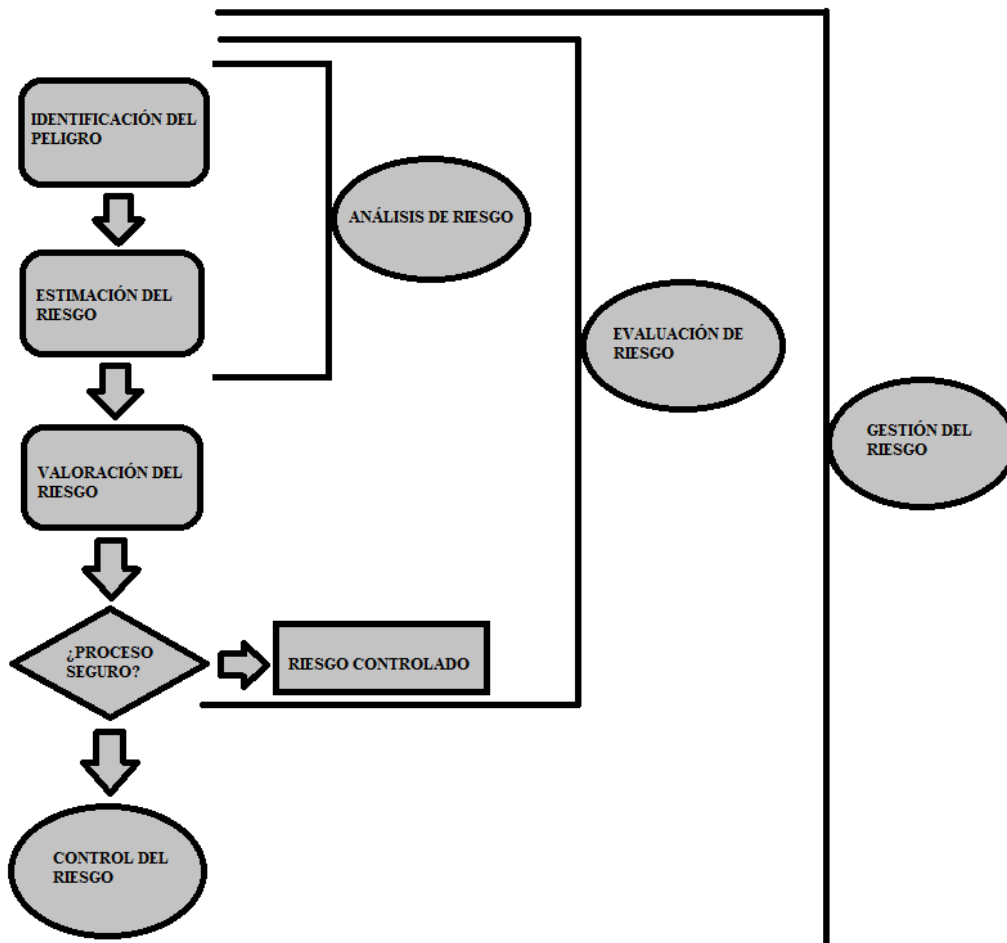 IDENTIFICACIÓN DEL
PELIGRO
ANÁLISIS DE RIESGO
ESTIMACIÓN DEL
RIESGO
EVALUACIÓN DE
RIESGO
GESTIÓN DEL
RIESGO
VALORACIÓN DEL
RIESGO
¿PROCESO
SEGURO?
RIESGO CONTROLADO
CONTROL DEL
RIESGO